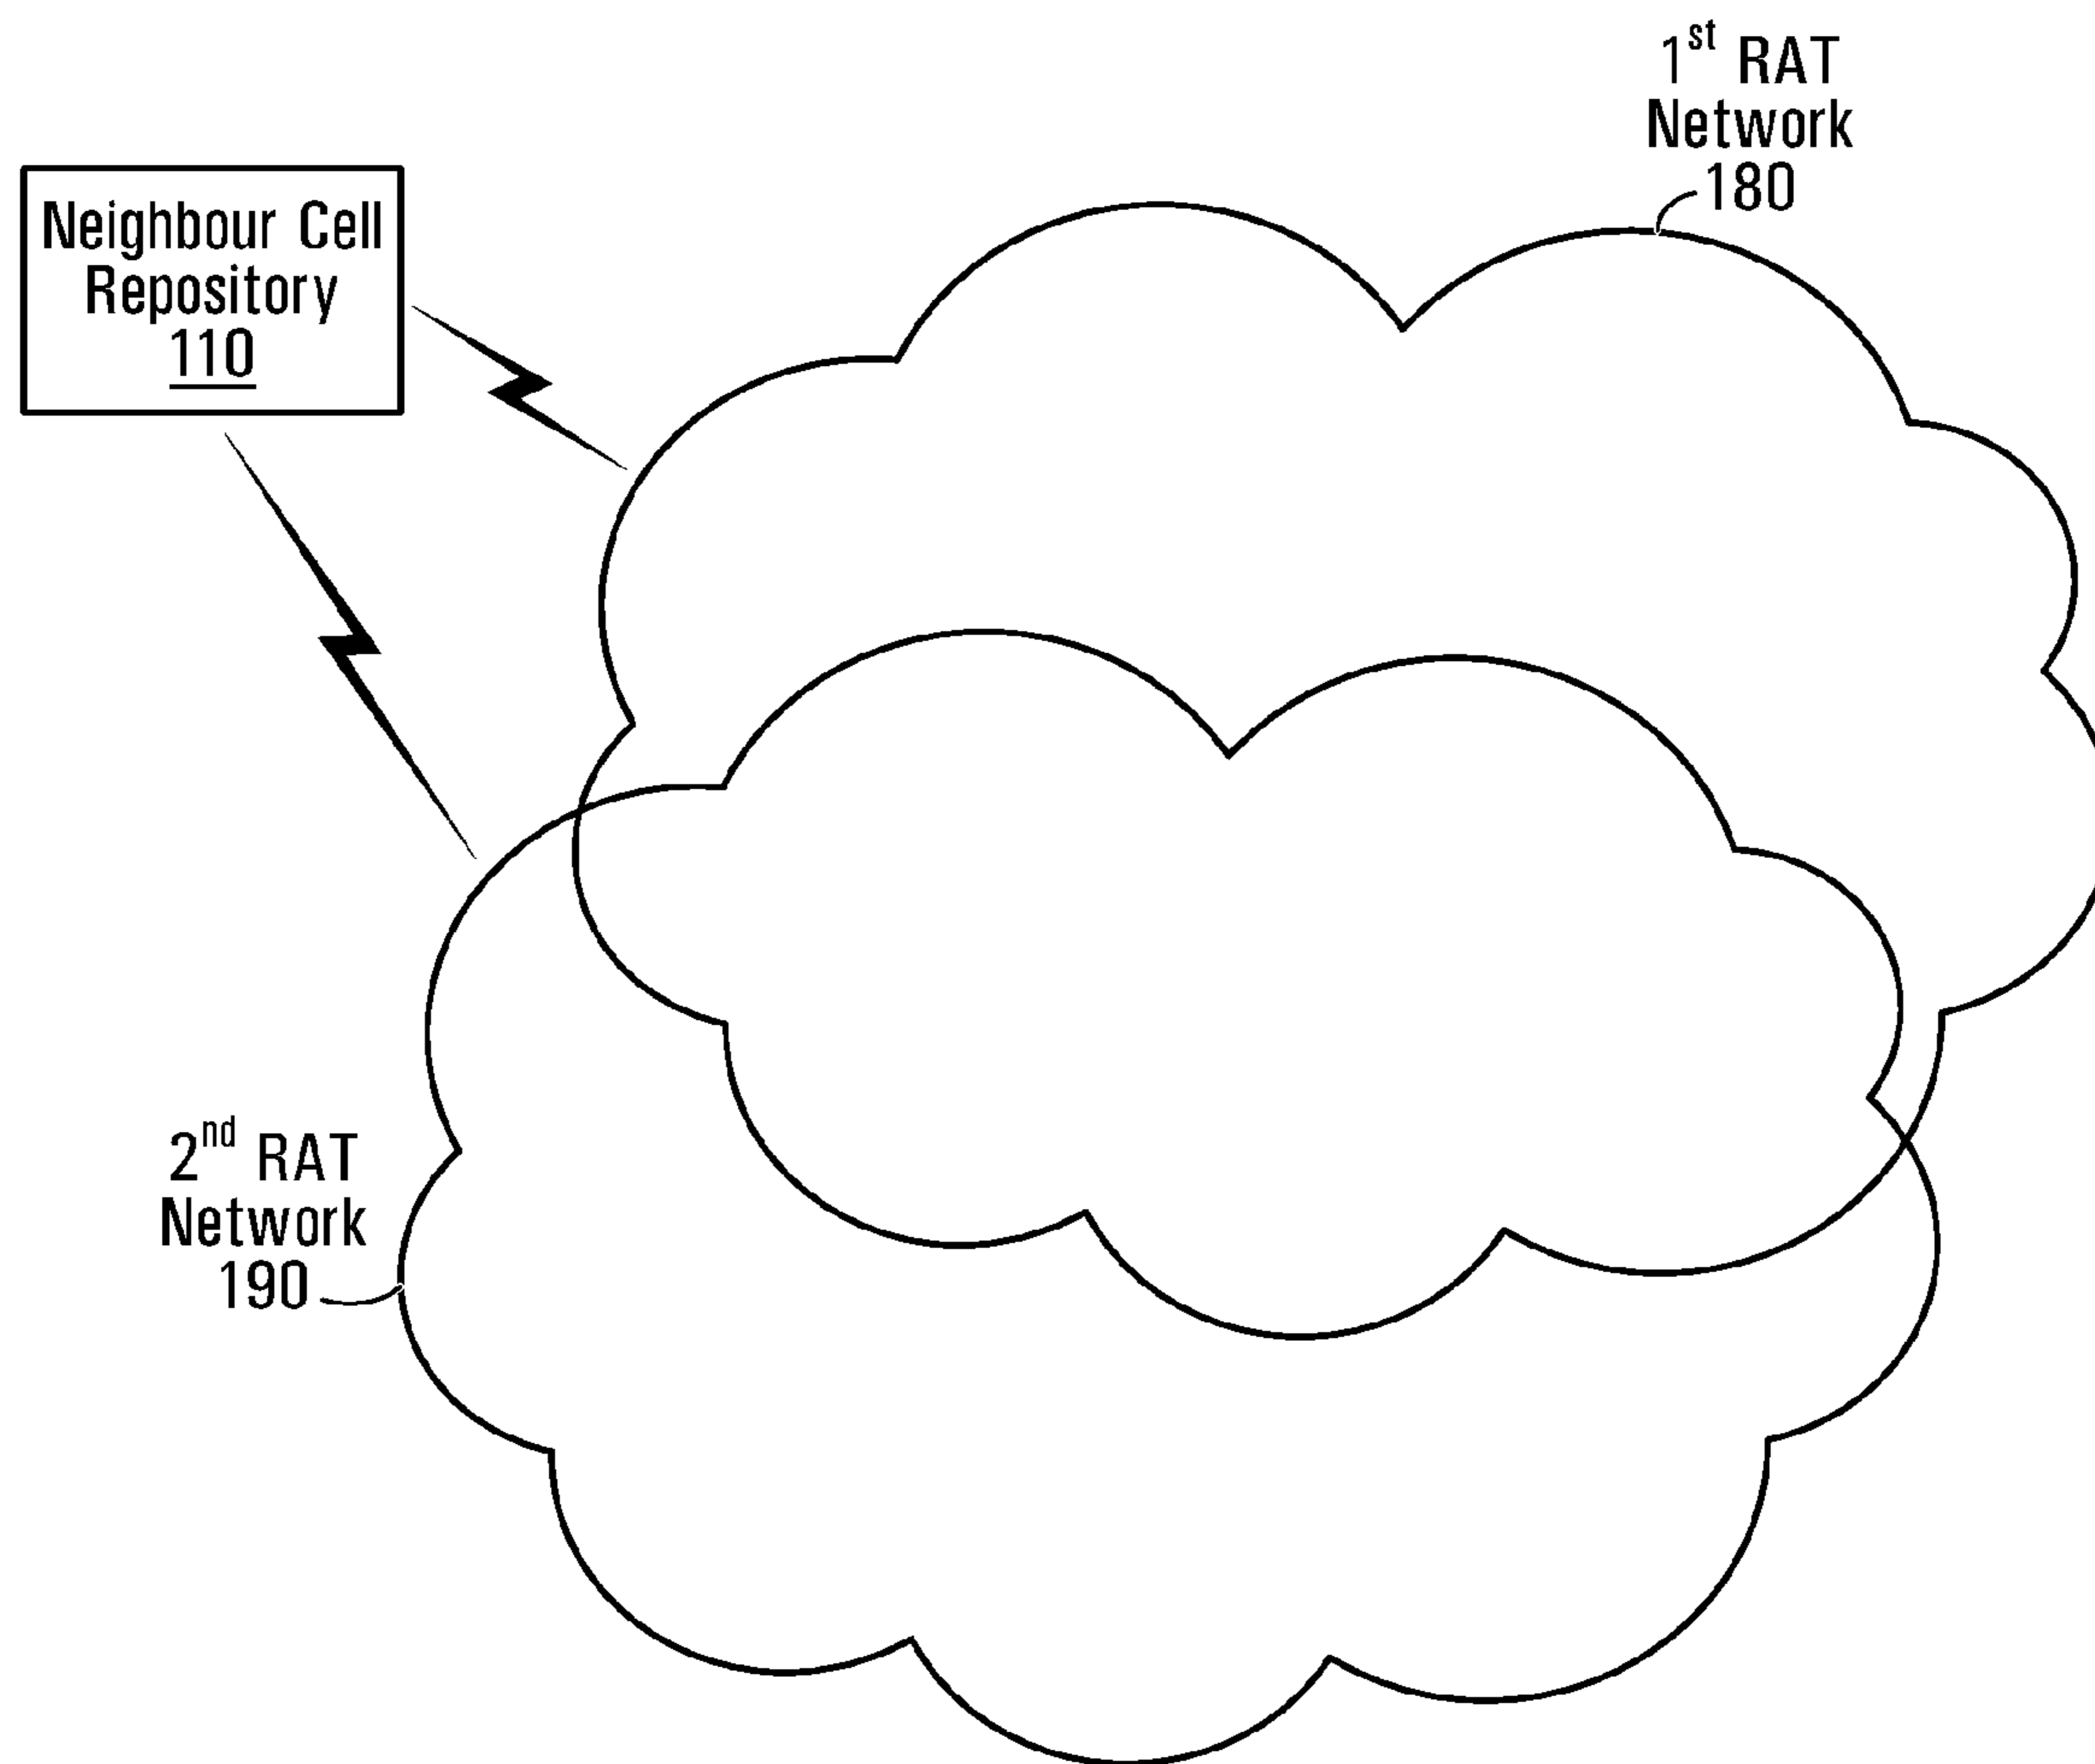 1st RAT
Network
180
Neighbour Cell
Repository
110
2nd RAT
Network
190